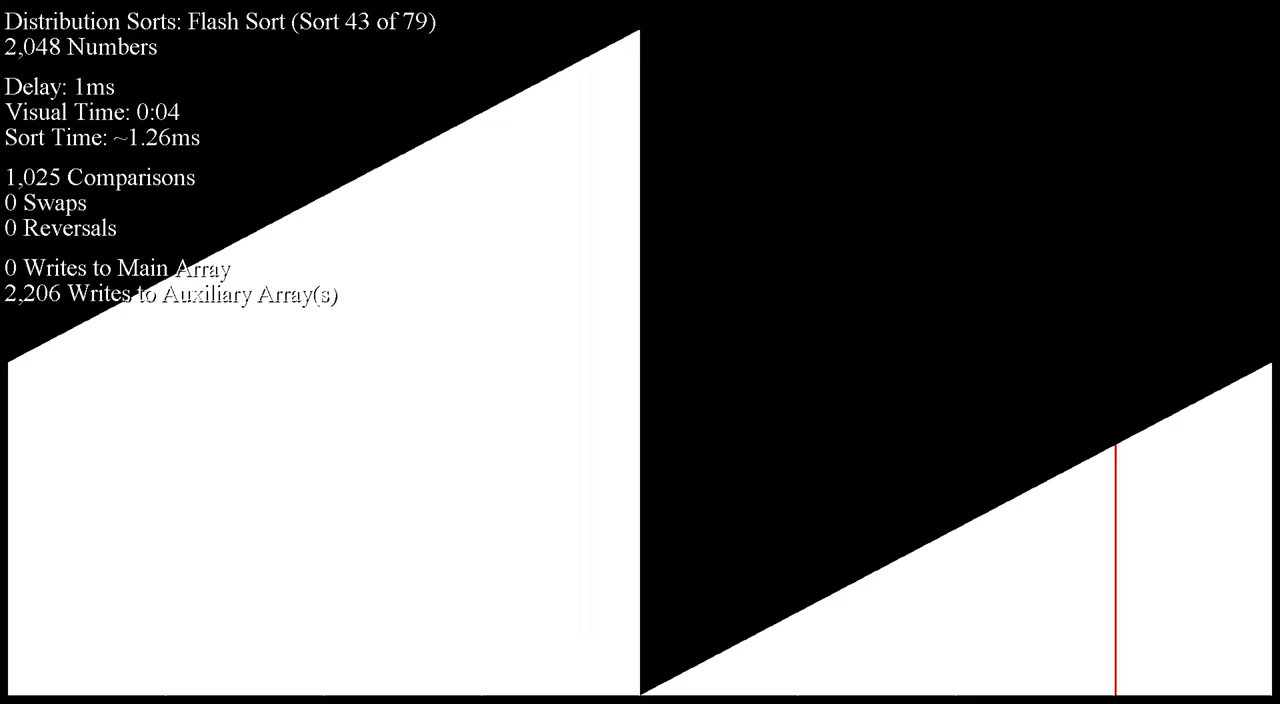 Distribution Sorts: Flash Sort (Sort 43 of 79)
2,048 Numbers
Delay: 1ms
Visual Time: 0:04
Sort Time: ~1.26ms
1,025 Comparisons
0 Swaps
0 Reversals
0 Writes to Main Array
2,206 Writes to Auxiliary Array(s)